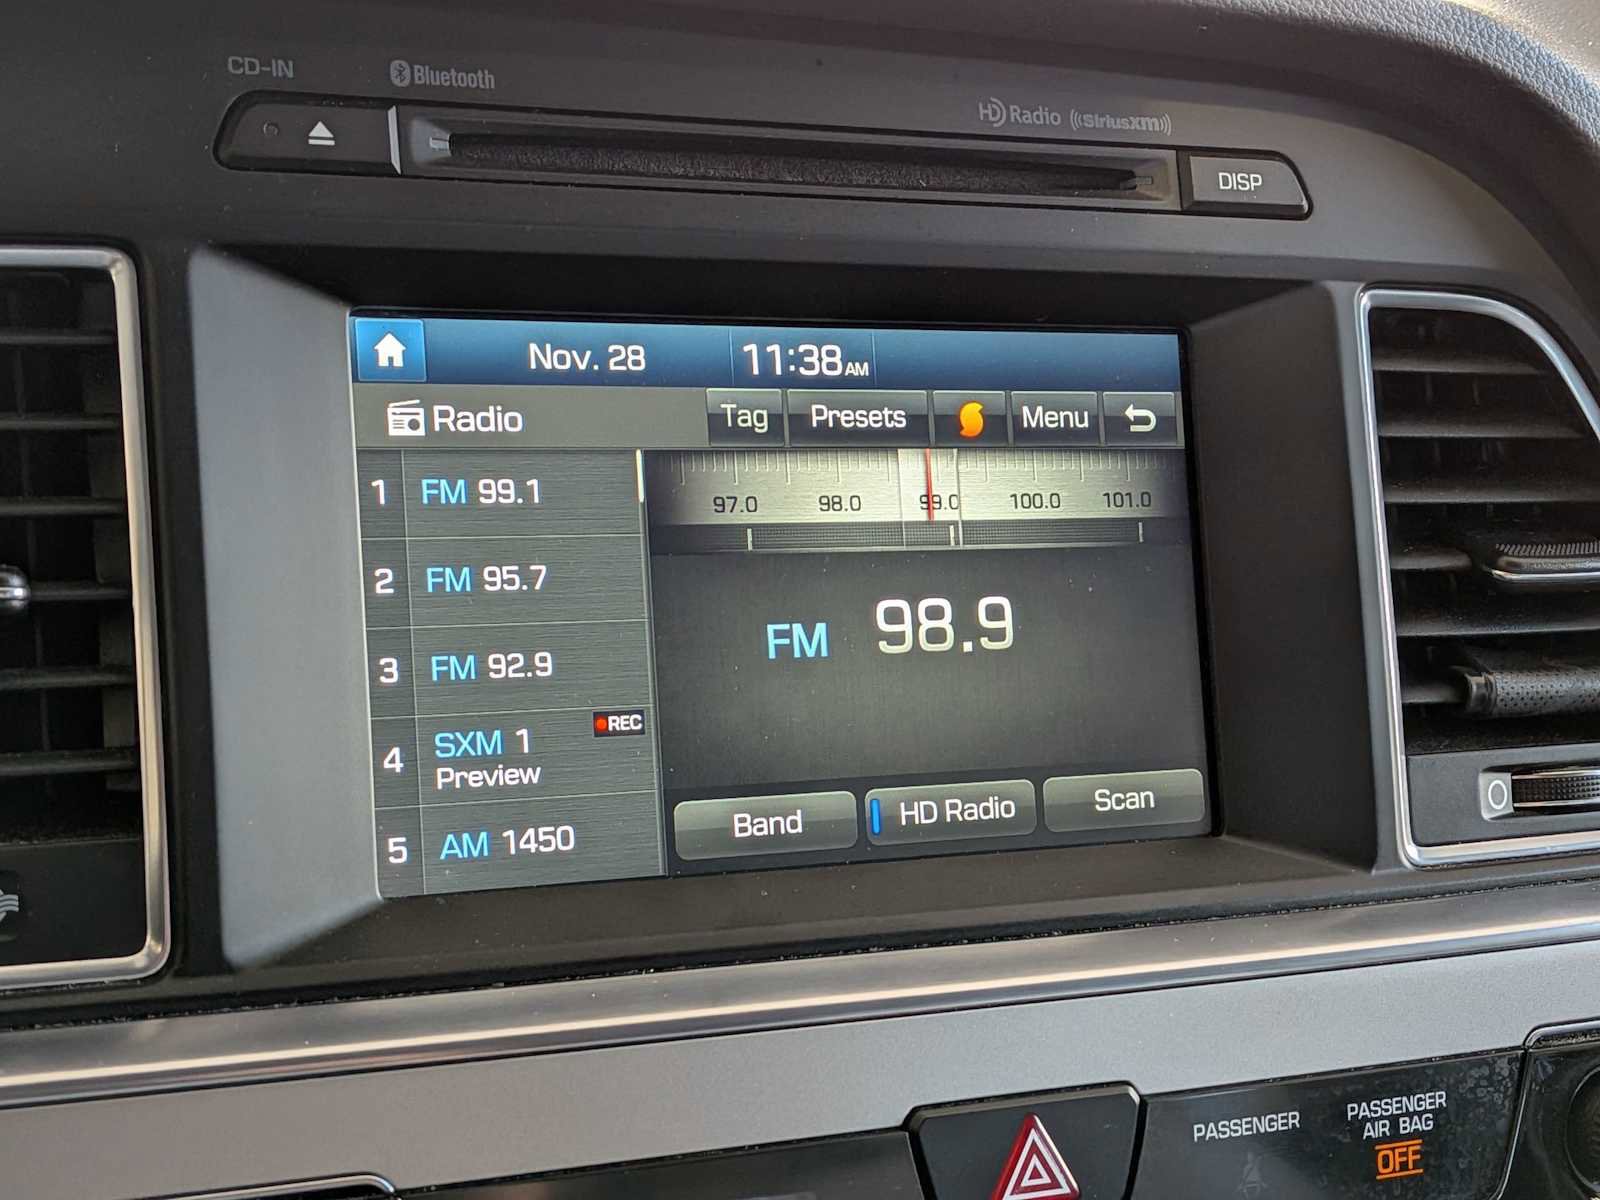 CD-IN
Bluetooth
HD Radio ((SiriusXM))
DISP
Nov. 28 11:38 AM
Radio Tag Presets Menu
1 FM 99.1
2 FM 95.7
3 FM 92.9
4 SXM 1 REC
Preview
5 AM 1450
97.0 98.0 99.0 100.0 101.0
FM 98.9
Band HD Radio Scan
PASSENGER
PASSENGER
AIR BAG
OFF